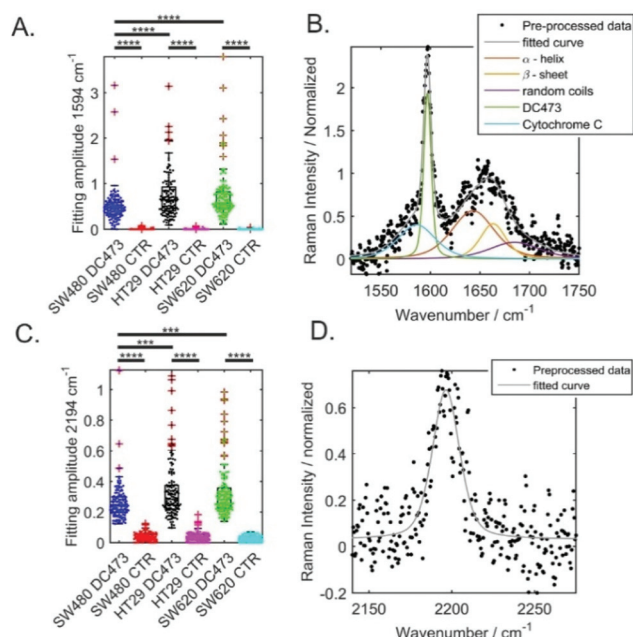 A.
****
****
**** **** ****
Fitting amplitude 1594 cm-1
3
2
1
0
SW480 DC473
SW480 CTR
HT29 DC473
HT29 CTR
SW620 DC473
SW620 CTR
B.
Raman Intensity / Normalized
2
1
0.5
0
1550 1600 1650 1700 1750
Wavenumber / cm-1
Pre-processed data
fitted curve
α - helix
β - sheet
random coils
DC473
Cytochrome C
C.
***
***
**** **** ****
Fitting amplitude 2194 cm-1
1
0.8
0.6
0.4
0.2
0
SW480 DC473
SW480 CTR
HT29 DC473
HT29 CTR
SW620 DC473
SW620 CTR
D.
Raman Intensity / normalized
0.6
0.4
0.2
0
-0.2
2150 2200 2250
Wavenumber / cm-1
Preprocessed data
fitted curve